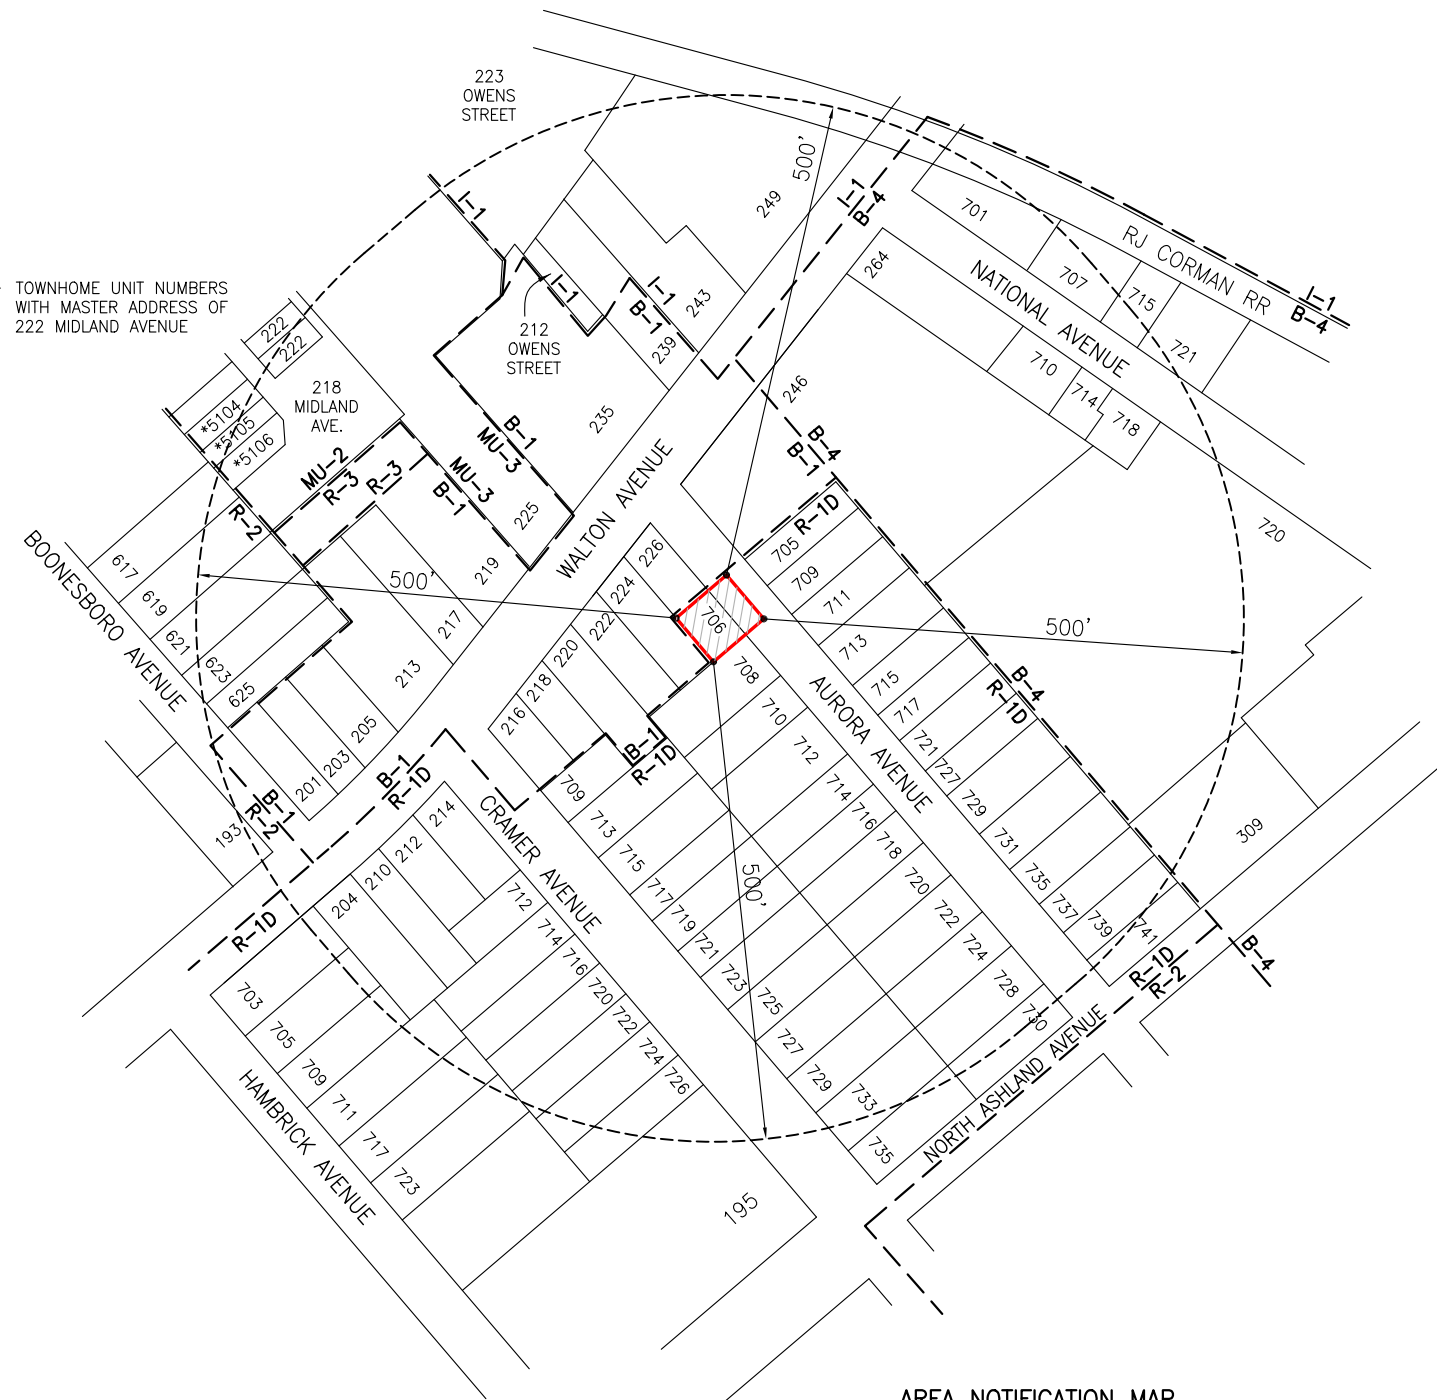 223
OWENS
STREET
500'
249
I-1
B-4
701
RJ CORMAN RR
I-1
B-4
707
715
721
NATIONAL AVENUE
264
710
714
718
720
I-1
I-1
I-1
B-1
243
239
212
OWENS
STREET
TOWNHOME UNIT NUMBERS
WITH MASTER ADDRESS OF
222 MIDLAND AVENUE
222
222
218
MIDLAND
AVE.
*5104
*5105
*5106
MU-2
R-3
R-3
B-1
MU-3
MU-3
B-1
235
225
246
B-4
B-1
WALTON AVENUE
R-2
219
217
213
205
203
201
BOONESBORO AVENUE
617
619
621
623
625
500'
226
224
222
220
218
216
706
R-1D
705
709
711
713
715
717
721
727
729
731
735
737
739
741
500'
B-4
R-1D
AURORA AVENUE
708
710
712
714
716
718
720
722
724
728
730
B-1
R-1D
B-1
R-1D
B-1
R-2
193
R-1D
204
210
212
214
CRAMER AVENUE
709
713
715
717
719
721
723
725
727
729
733
735
500'
712
714
716
720
722
724
726
195
703
705
709
711
717
723
HAMBRICK AVENUE
NORTH ASHLAND AVENUE
R-1D
R-2
B-4
309
AREA NOTIFICATION MAP